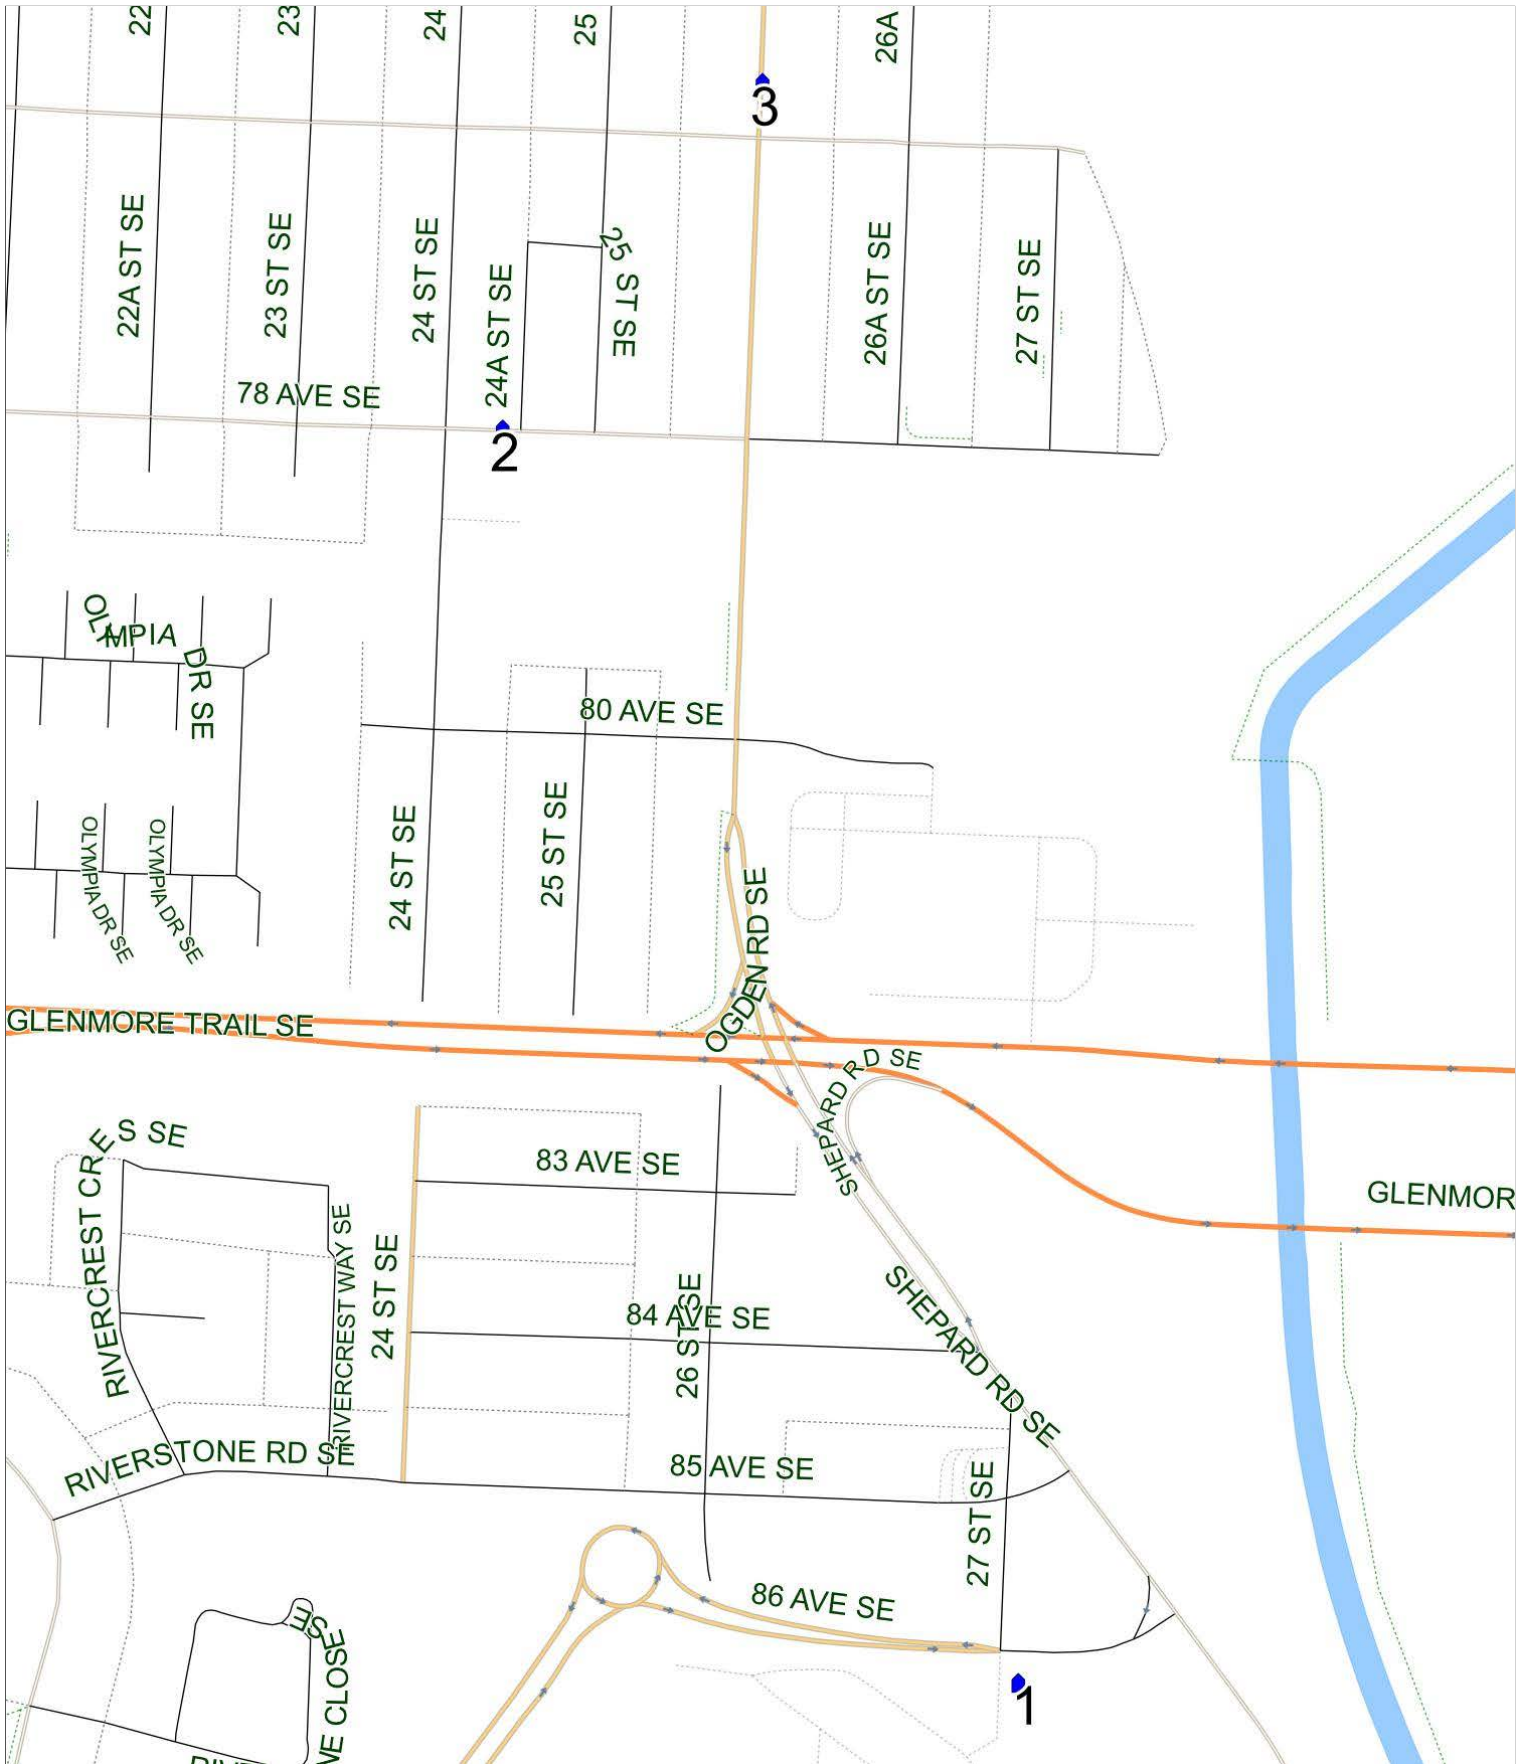 22
23
24
25
26A
3
22A ST SE
23 ST SE
24 ST SE
24A ST SE
25 ST SE
26A ST SE
27 ST SE
78 AVE SE
2
OLYMPIA DR SE
80 AVE SE
OLYMPIA DR SE
OLYMPIA DR SE
24 ST SE
25 ST SE
OGDEN RD SE
GLENMORE TRAIL SE
SHEPARD RD SE
RIVERCREST CRES SE
83 AVE SE
GLENMOR
RIVERCREST WAY SE
24 ST SE
26 ST SE
84 AVE SE
SHEPARD RD SE
RIVERSTONE RD SE
85 AVE SE
27 ST SE
86 AVE SE
1
VE CLOSE SE